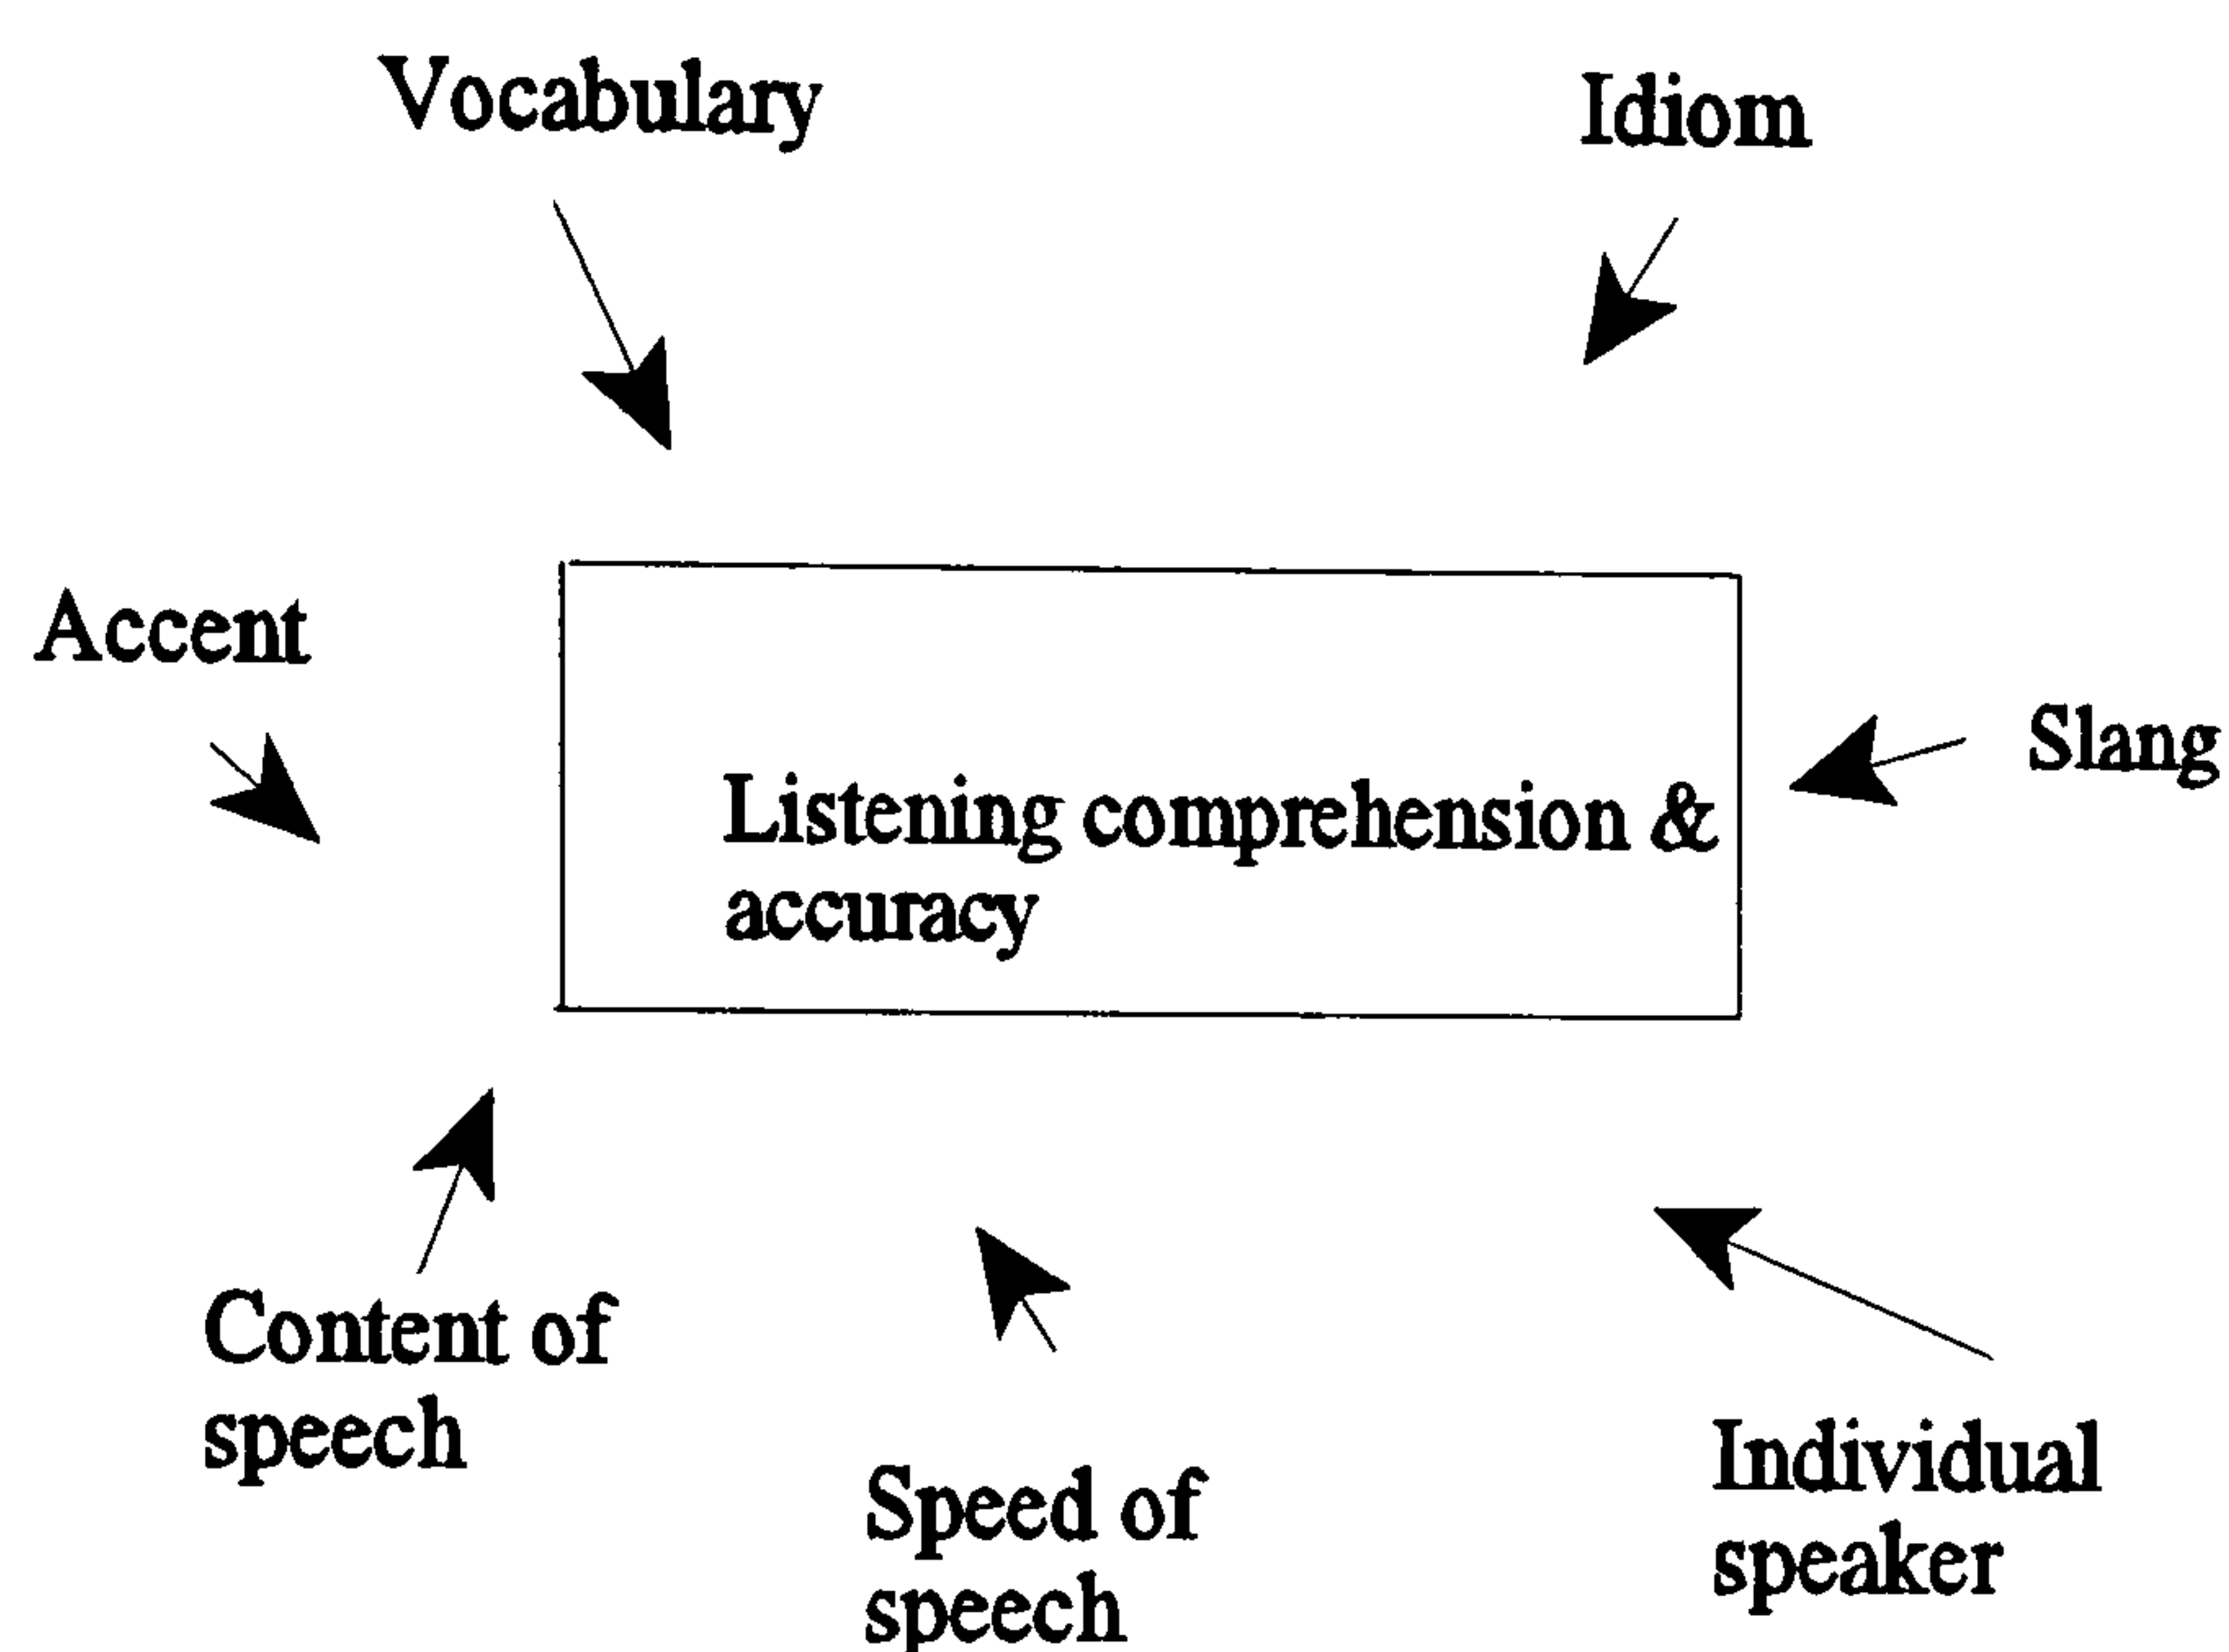 Vocabulary
Idiom
Accent
Slang
Listening comprehension &
accuracy
Content of
speech
Speed of
speech
Individual
speaker